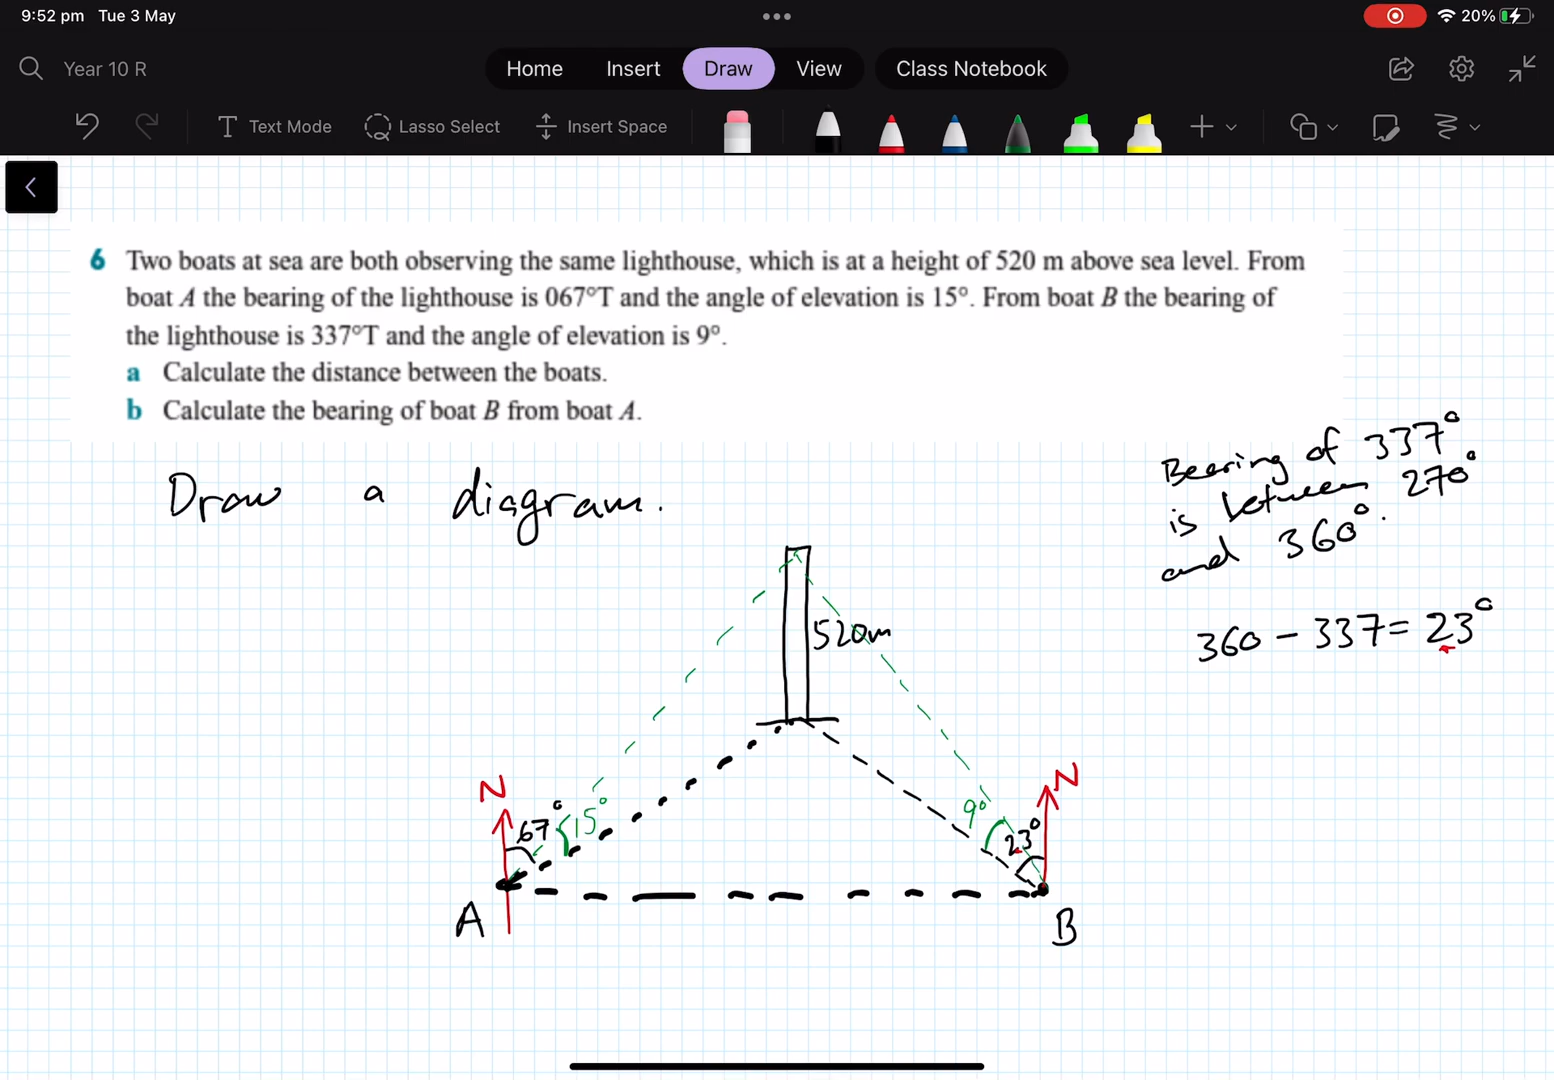 9:52 pm Tue 3 May
20%
Year 10 R
Home Insert Draw View Class Notebook
Text Mode Lasso Select Insert Space
6 Two boats at sea are both observing the same lighthouse, which is at a height of 520 m above sea level. From
boat A the bearing of the lighthouse is 067°T and the angle of elevation is 15°. From boat B the bearing of
the lighthouse is 337°T and the angle of elevation is 9°.
a Calculate the distance between the boats.
b Calculate the bearing of boat B from boat A.
Draw a diagram.
Bearing of 337°
is between 270°
and 360°.
360 - 337 = 23°
520m
N
N
67°
15°
9°
23°
A
B